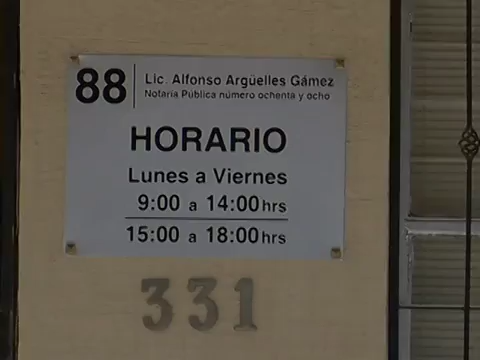 88 Lic. Alfonso Argüelles Gámez
Notaría Pública número ochenta y ocho
HORARIO
Lunes a Viernes
9:00 a 14:00 hrs
15:00 a 18:00 hrs
331